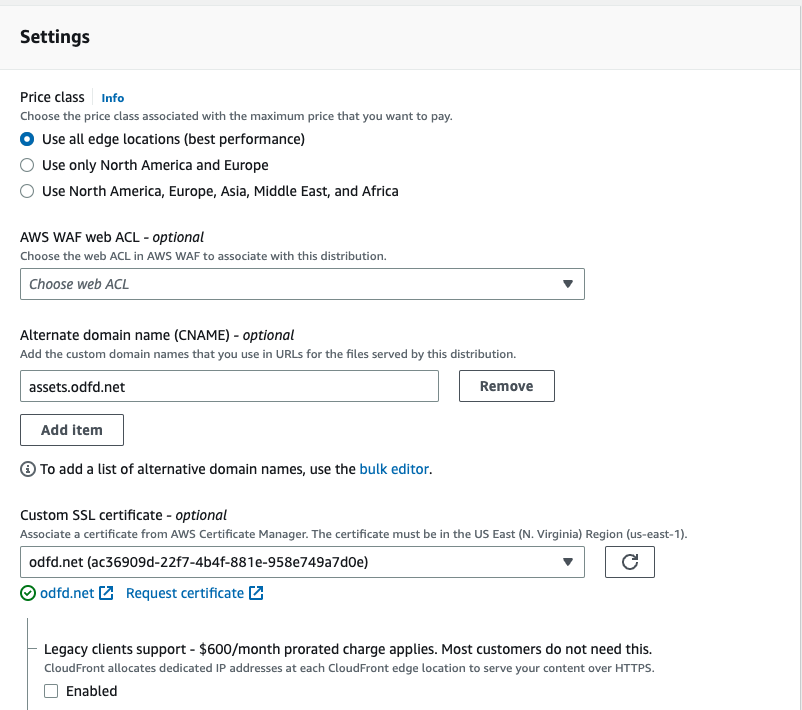 Settings
Price class Info
Choose the price class associated with the maximum price that you want to pay.
Use all edge locations (best performance)
Use only North America and Europe
Use North America, Europe, Asia, Middle East, and Africa
AWS WAF web ACL - optional
Choose the web ACL in AWS WAF to associate with this distribution.
Choose web ACL
Alternate domain name (CNAME) - optional
Add the custom domain names that you use in URLs for the files served by this distribution.
assets.odfd.net Remove
Add item
To add a list of alternative domain names, use the bulk editor.
Custom SSL certificate - optional
Associate a certificate from AWS Certificate Manager. The certificate must be in the US East (N. Virginia) Region (us-east-1).
odfd.net (ac36909d-22f7-4b4f-881e-958e749a7d0e)
odfd.net Request certificate
Legacy clients support - $600/month prorated charge applies. Most customers do not need this.
CloudFront allocates dedicated IP addresses at each CloudFront edge location to serve your content over HTTPS.
Enabled